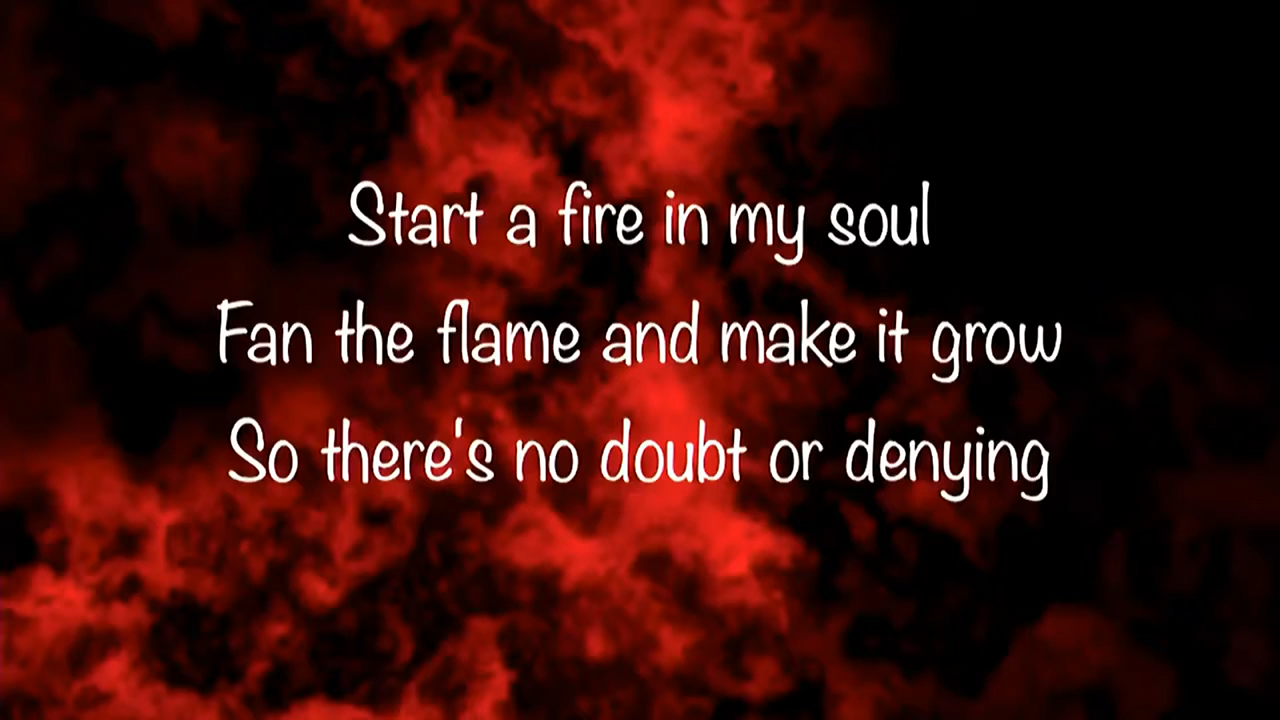 Start a fire in my soul
Fan the flame and make it grow
So there's no doubt or denying